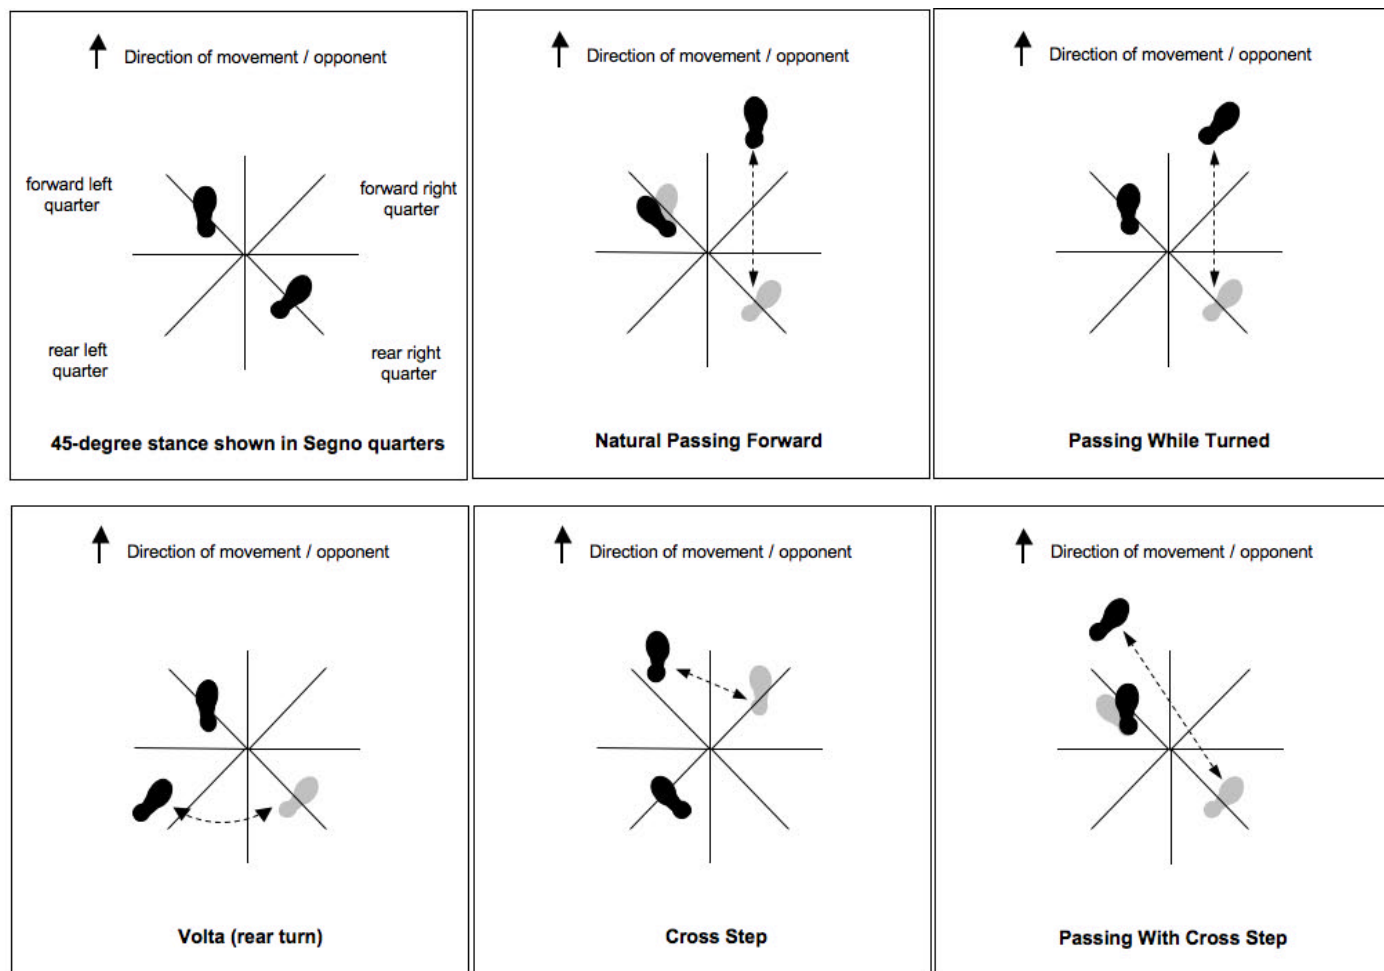 Direction of movement / opponent
forward left
quarter
forward right
quarter
rear left
quarter
rear right
quarter
45-degree stance shown in Segno quarters
Direction of movement / opponent
Natural Passing Forward
Direction of movement / opponent
Passing While Turned
Direction of movement / opponent
Volta (rear turn)
Direction of movement / opponent
Cross Step
Direction of movement / opponent
Passing With Cross Step